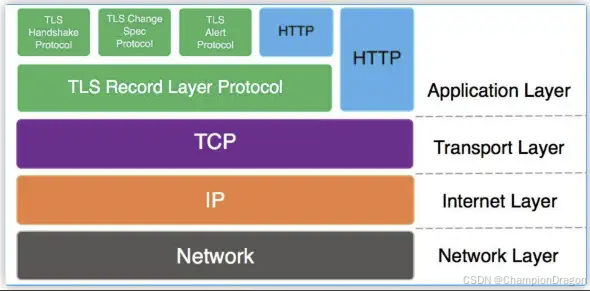 TLS
Handshake
Protocol
TLS Change
Spec
Protocol
TLS
Alert
Protocol
HTTP
HTTP
TLS Record Layer Protocol
Application Layer
TCP
Transport Layer
IP
Internet Layer
Network
Network Layer
CSDN @ChampionDragon